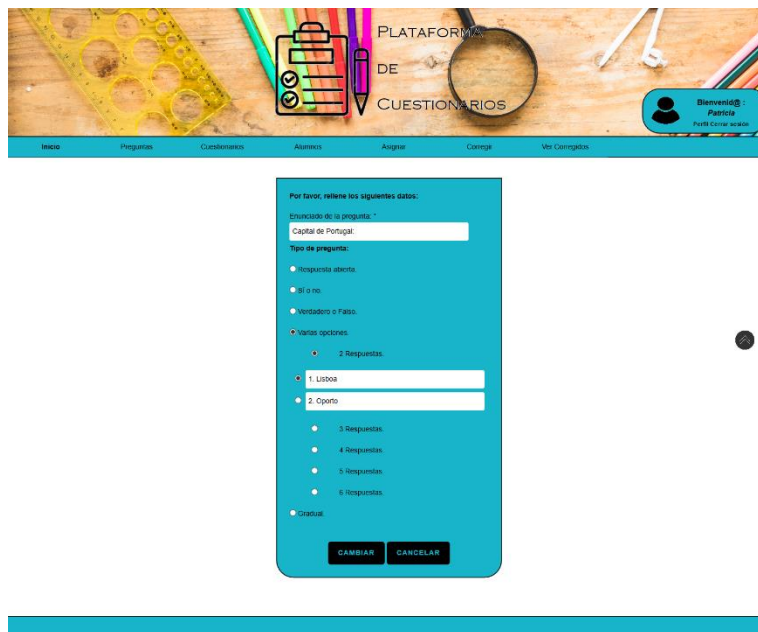 PLATAFORMA
DE
CUESTIONARIOS
Bienvenid@ :
Patricia
Perfil Cerrar sesión
Inicio Preguntas Cuestionarios Alumnos Asignar Corregir Ver Corregidos
Por favor, rellene los siguientes datos:
Enunciado de la pregunta: *
Capital de Portugal:
Tipo de pregunta:
Respuesta abierta.
Sí o no.
Verdadero o Falso.
Varias opciones.
2 Respuestas.
1. Lisboa
2. Oporto
3 Respuestas.
4 Respuestas.
5 Respuestas.
6 Respuestas.
Gradual.
CAMBIAR CANCELAR